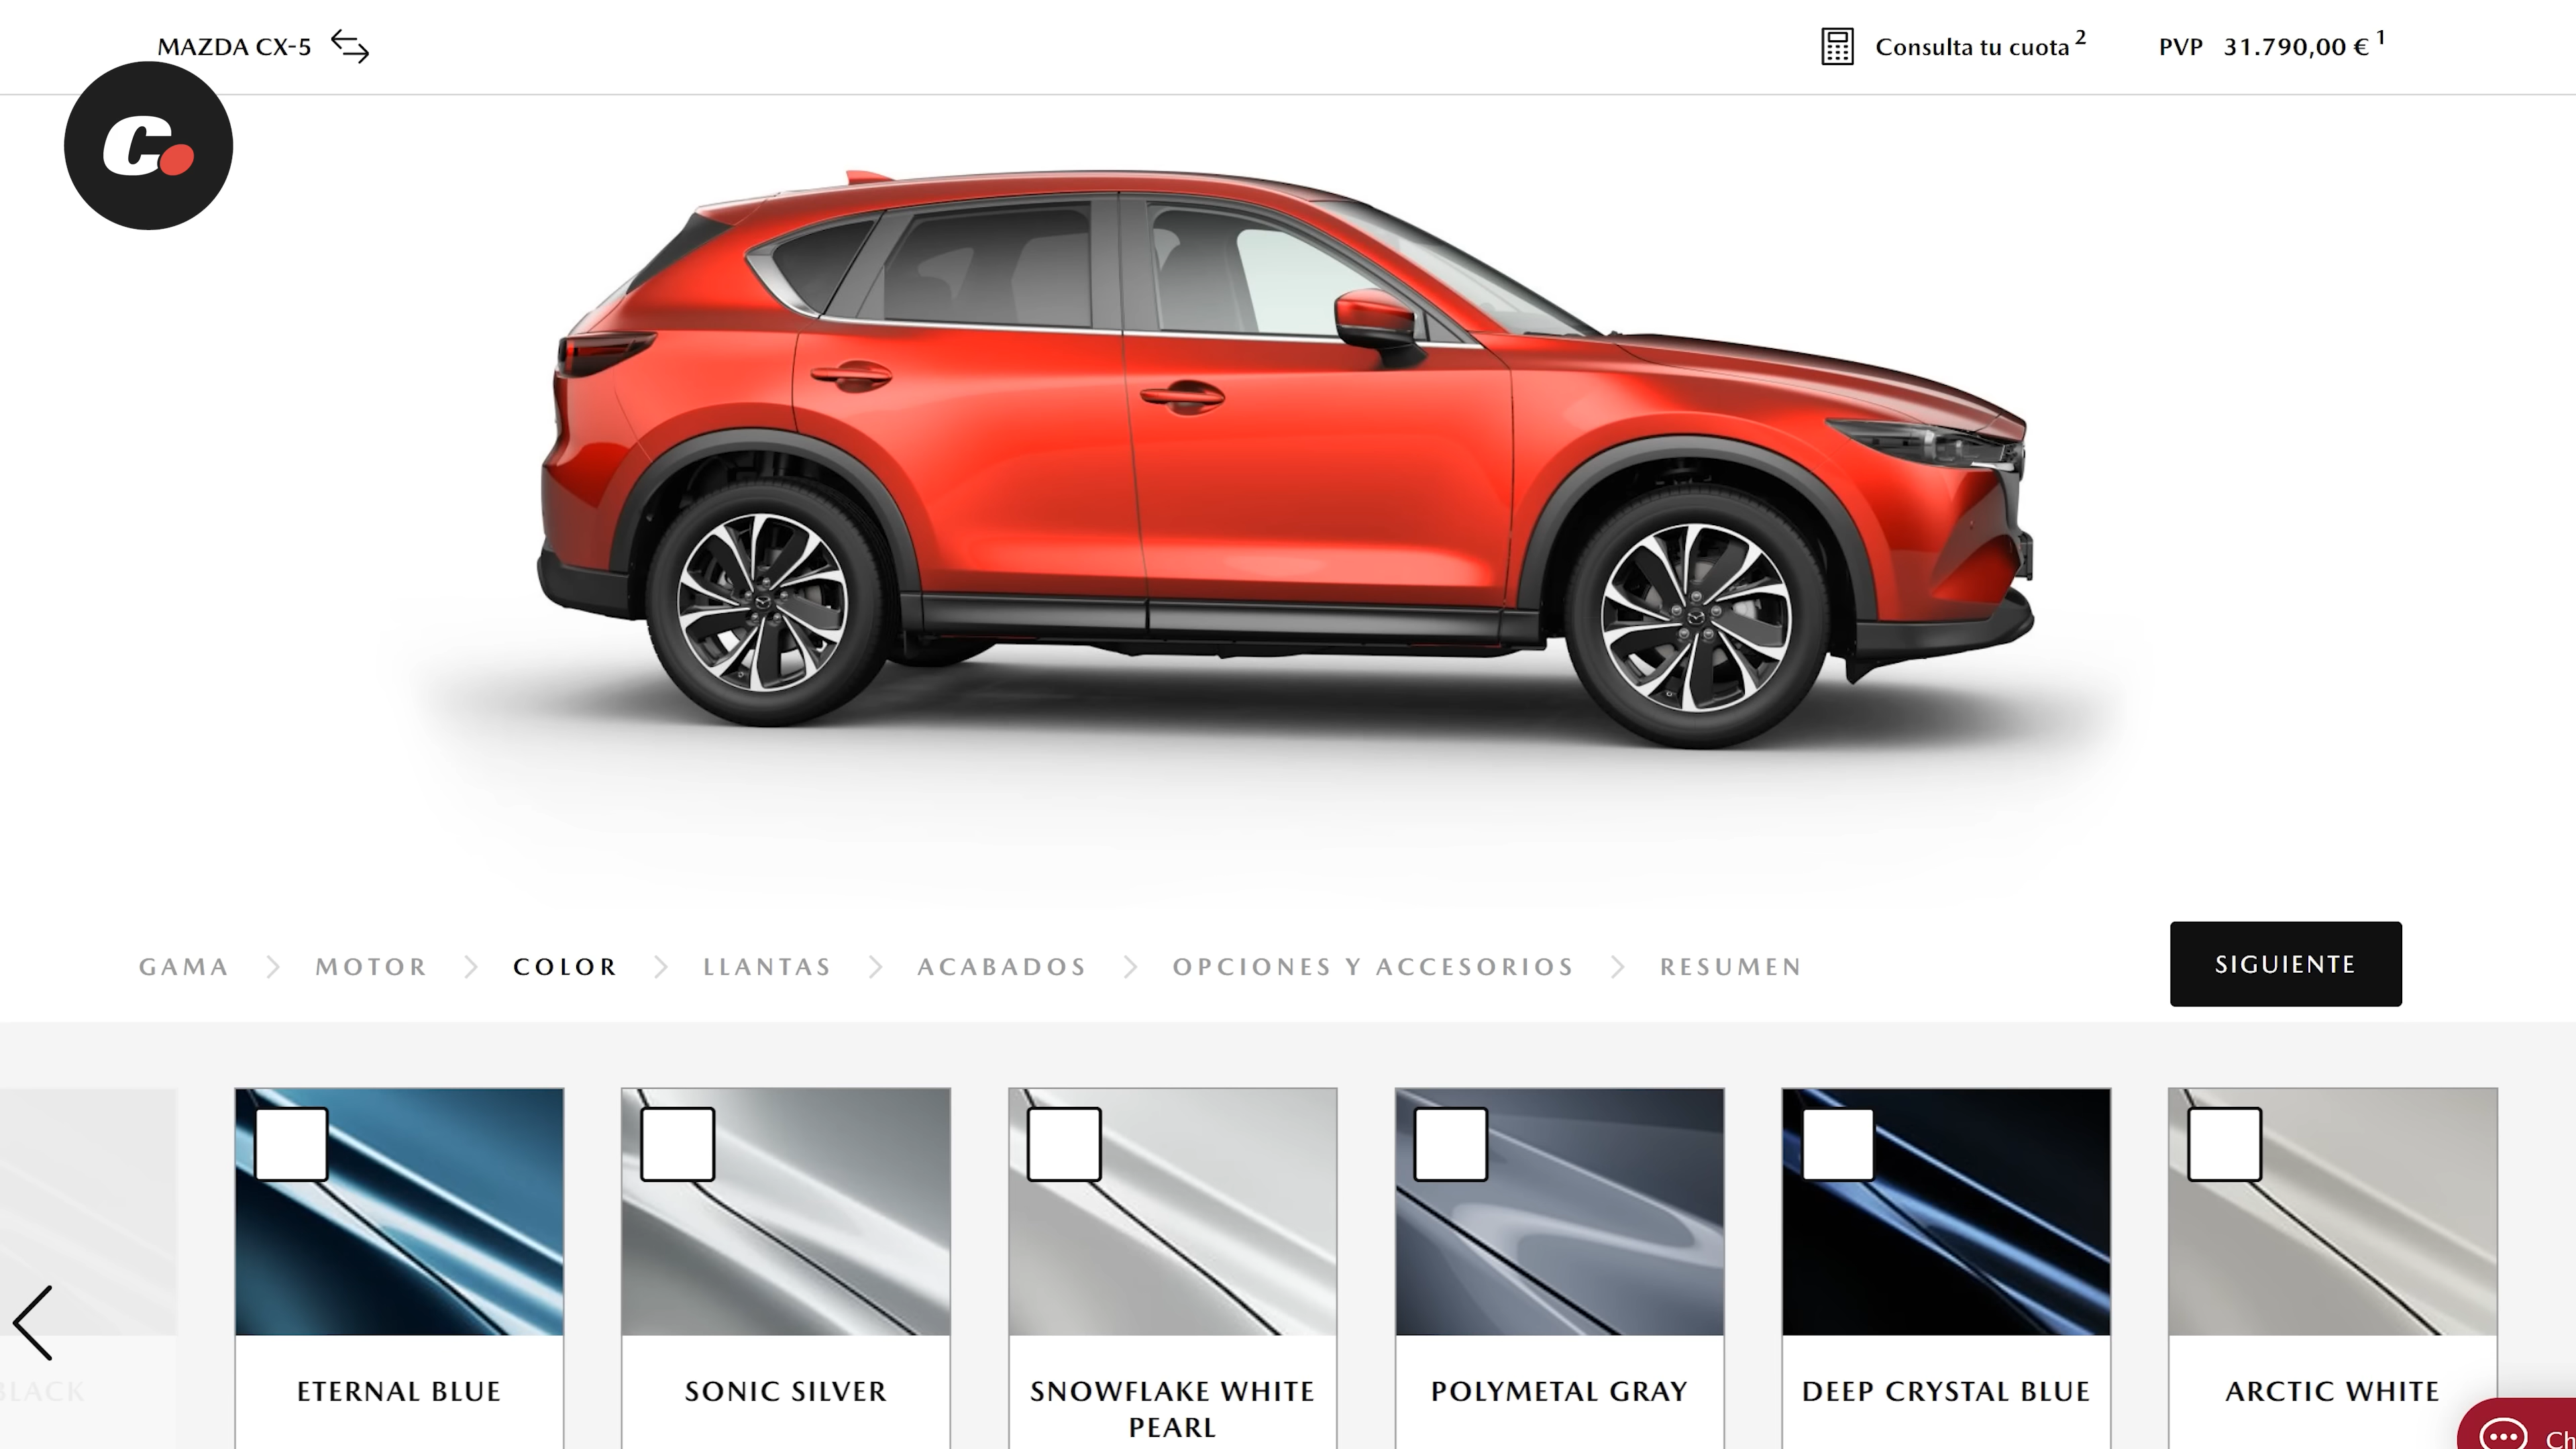 MAZDA CX-5
Consulta tu cuota 2
PVP 31.790,00 € 1
c.
GAMA
MOTOR
COLOR
LLANTAS
ACABADOS
OPCIONES Y ACCESORIOS
RESUMEN
SIGUIENTE
BLACK
ETERNAL BLUE
SONIC SILVER
SNOWFLAKE WHITE
PEARL
POLYMETAL GRAY
DEEP CRYSTAL BLUE
ARCTIC WHITE